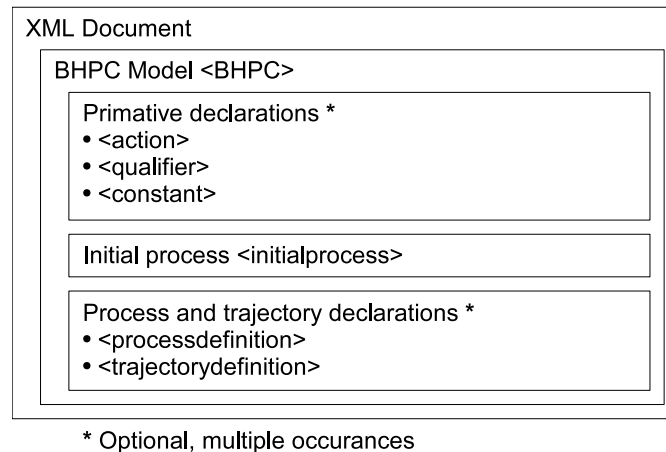 XML Document
BHPC Model <BHPC>
Primative declarations *
• <action>
• <qualifier>
• <constant>
Initial process <initialprocess>
Process and trajectory declarations *
• <processdefinition>
• <trajectorydefinition>
* Optional, multiple occurances